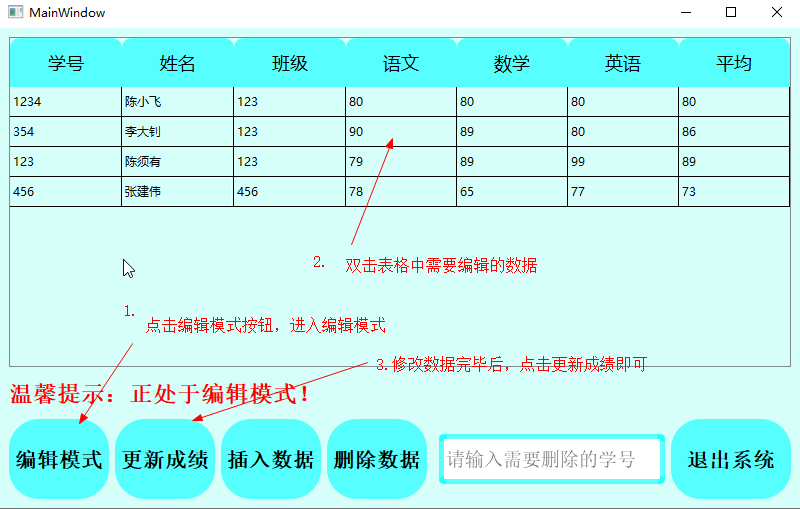 MainWindow
学号 姓名 班级 语文 数学 英语 平均
1234 陈小飞 123 80 80 80 80
354 李大钊 123 90 89 80 86
123 陈须有 123 79 89 99 89
456 张建伟 456 78 65 77 73
2. 双击表格中需要编辑的数据
1. 点击编辑模式按钮，进入编辑模式
3.修改数据完毕后，点击更新成绩即可
温馨提示：正处于编辑模式！
编辑模式 更新成绩 插入数据 删除数据 请输入需要删除的学号 退出系统